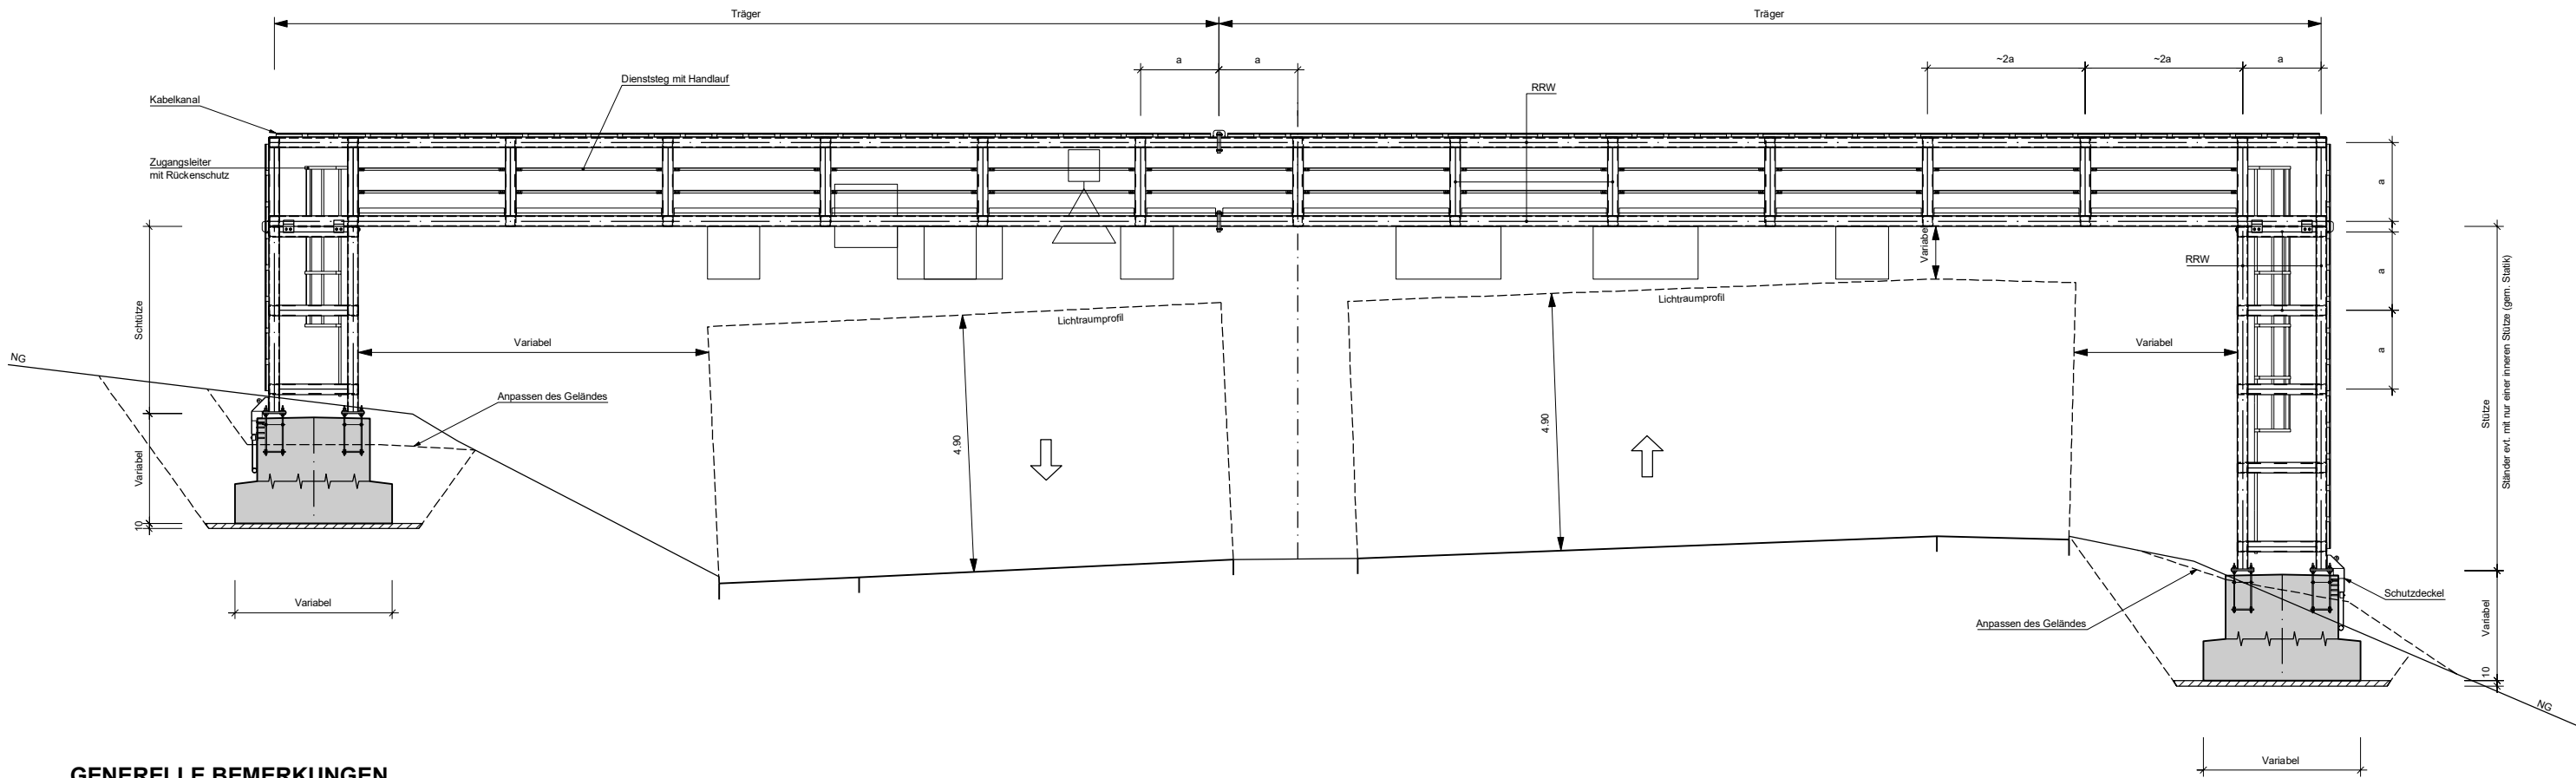 Träger
Träger
a
a
~2a
~2a
a
Dienststeg mit Handlauf
RRW
Kabelkanal
Zugangsleiter
mit Rückenschutz
a
Variabel
RRW
a
Schtütze
Lichtraumprofil
Lichtraumprofil
Variabel
Variabel
a
NG
Anpassen des Geländes
4.90
4.90
Stütze
Ständer evt. mit nur einer inneren Stütze (gem. Statik)
Variabel
10
Variabel
Schutzdeckel
Anpassen des Geländes
Variabel
10
NG
Variabel
GENERELLE BEMERKUNGEN